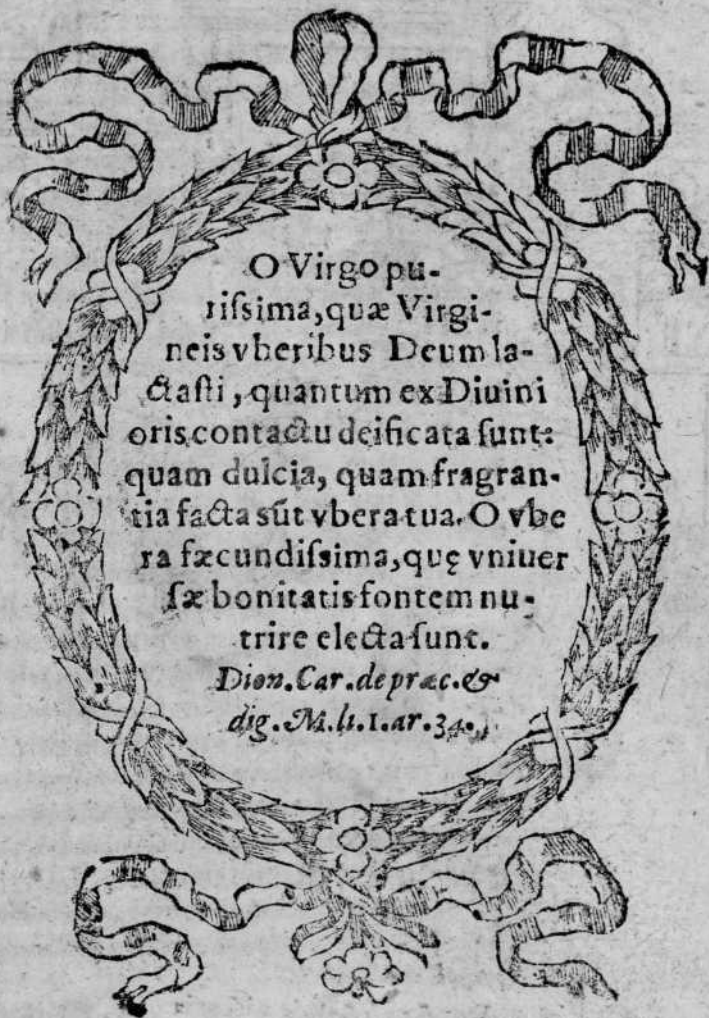 O Virgo pu-
riſsima, quæ Virgi-
neis vberibus Deum la-
ctaſti, quantum ex Diuini
oris contactu deificata ſunt:
quam dulcia, quam fragran-
tia facta sūt vbera tua. O vbe
ra fæcundiſsima, quę vniuer
ſæ bonitatis fontem nu-
trire electa ſunt.
Dion. Car. de præc. &
dig. M. li. 1. ar. 34.